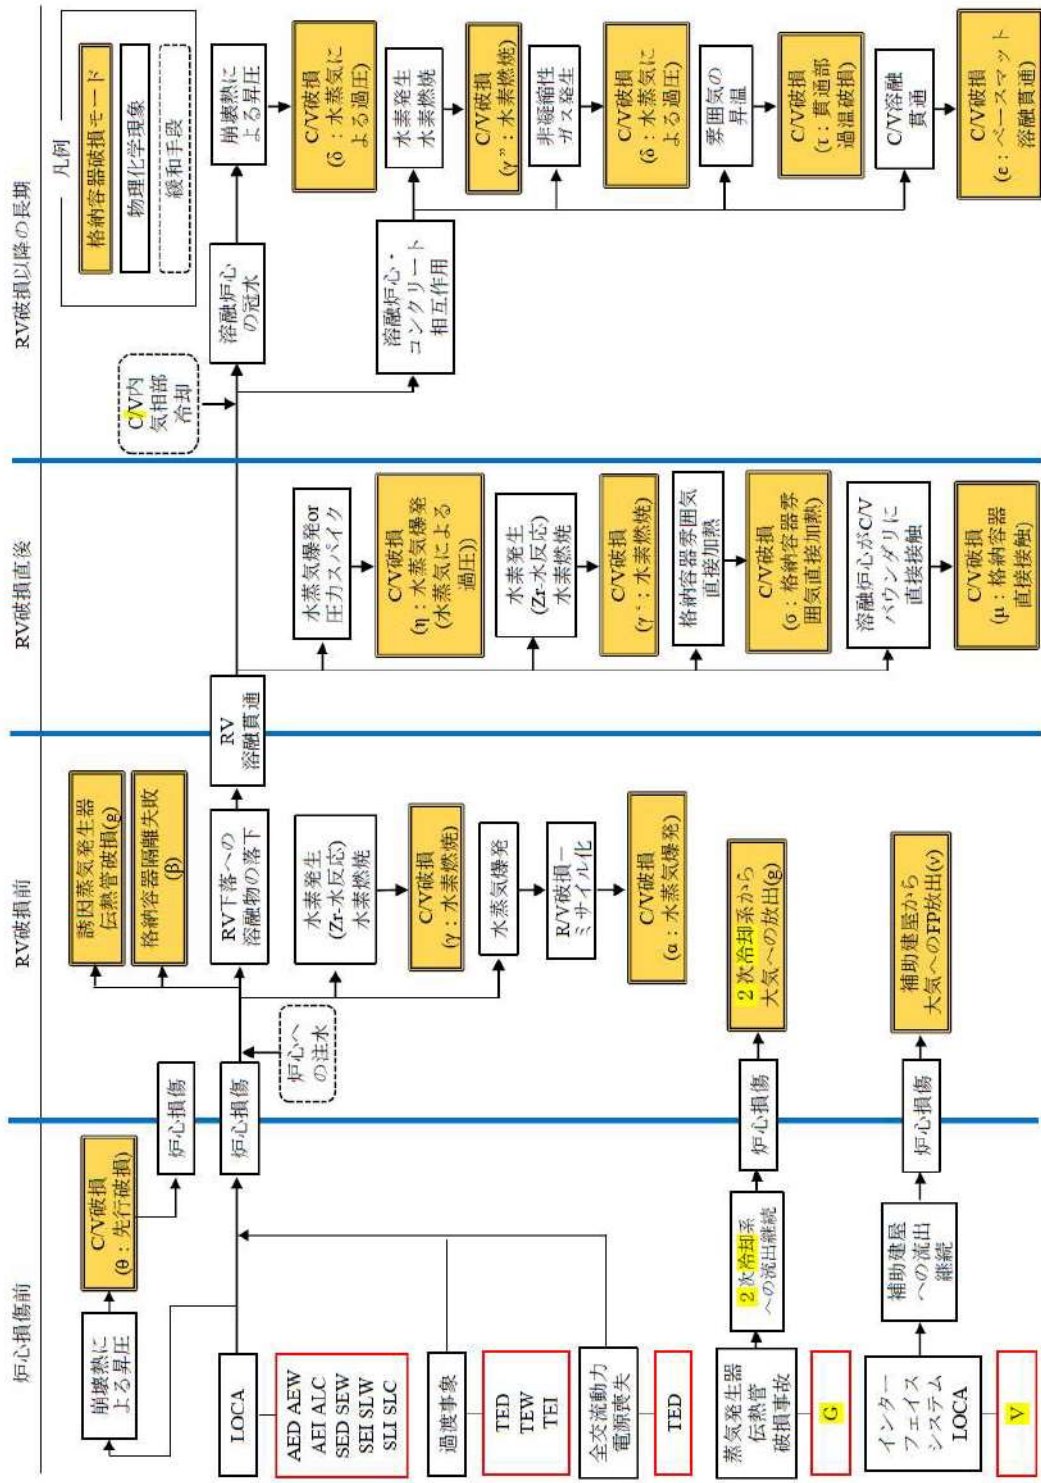 炉心損傷前
RV破損前
RV破損直後
RV破損以降の長期
凡例
格納容器破損モード
物理化学現象
緩和手段
崩壊熱に
よる昇圧
C/V破損
(θ：先行破損)
炉心損傷
LOCA
AED AEW
AEI ALC
SED SEW
SEI SLW
SLI SLC
過渡事象
TED
TEW
TEI
全交流動力
電源喪失
TED
蒸気発生器
伝熱管
破損事故
G
インター
フェイス
システム
LOCA
V
炉心損傷
炉心へ
の注水
2次冷却系
への流出継続
炉心損傷
2次冷却系から
大気への放出(g)
補助建屋
への流出
継続
炉心損傷
補助建屋から
大気へのFP放出(ν)
誘因蒸気発生器
伝熱管破損(g)
格納容器隔離失敗
(β)
RV下落への
溶融物の落下
水素発生
(Zr-水反応)
水素燃焼
C/V破損
(γ：水素燃焼)
水蒸気爆発
R/V破損－
ミサイル化
C/V破損
(α：水蒸気爆発)
RV
溶融貫通
水蒸気爆発or
圧力スパイク
C/V破損
(η：水蒸気爆発
(水蒸気による
過圧))
水素発生
(Zr-水反応)
水素燃焼
C/V破損
(γ'：水素燃焼)
格納容器雰囲気
直接加熱
C/V破損
(σ：格納容器雰
囲気直接加熱)
溶融炉心がC/V
バウンダリに
直接接触
C/V破損
(μ：格納容器
直接接触)
C/V内
気相部
冷却
溶融炉心
の冠水
溶融炉心・
コンクリート
相互作用
崩壊熱に
よる昇圧
C/V破損
(δ：水蒸気に
よる過圧)
水素発生
水素燃焼
C/V破損
(γ”：水素燃焼)
非凝縮性
ガス発生
C/V破損
(δ：水蒸気に
よる過圧)
雰囲気の
昇温
C/V破損
(τ：貫通部
過温破損)
C/V溶融
貫通
C/V破損
(ε：ベースマット
溶融貫通)